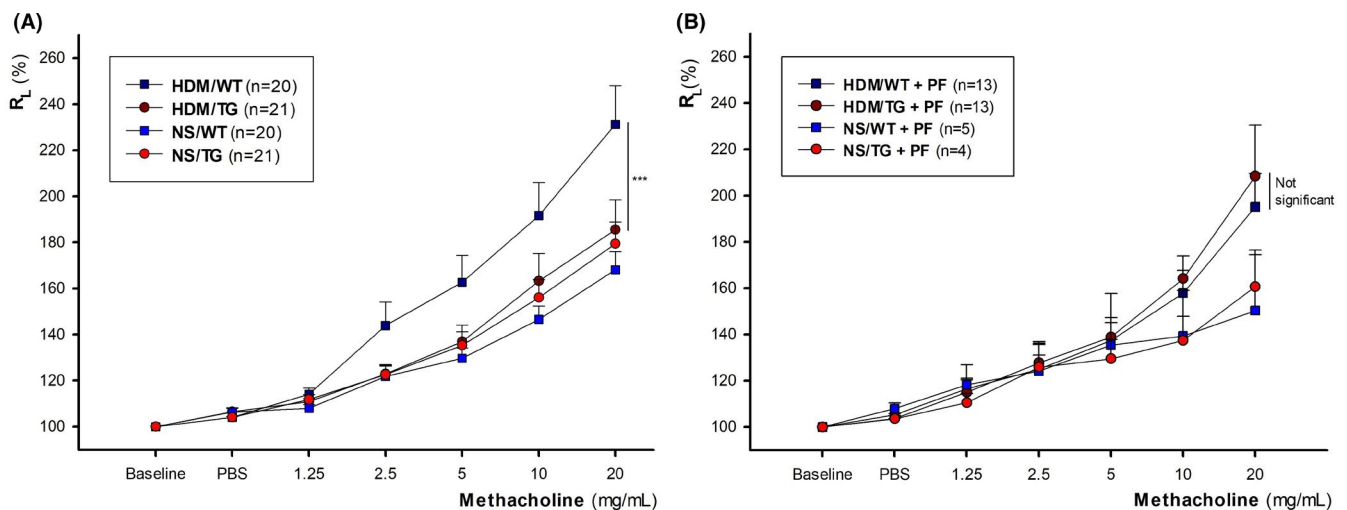 (A)
R_L (%)
260
240
220
200
180
160
140
120
100
HDM/WT (n=20)
HDM/TG (n=21)
NS/WT (n=20)
NS/TG (n=21)
***
Baseline PBS 1.25 2.5 5 10 20
Methacholine (mg/mL)
(B)
R_L (%)
260
240
220
200
180
160
140
120
100
HDM/WT + PF (n=13)
HDM/TG + PF (n=13)
NS/WT + PF (n=5)
NS/TG + PF (n=4)
Not
significant
Baseline PBS 1.25 2.5 5 10 20
Methacholine (mg/mL)